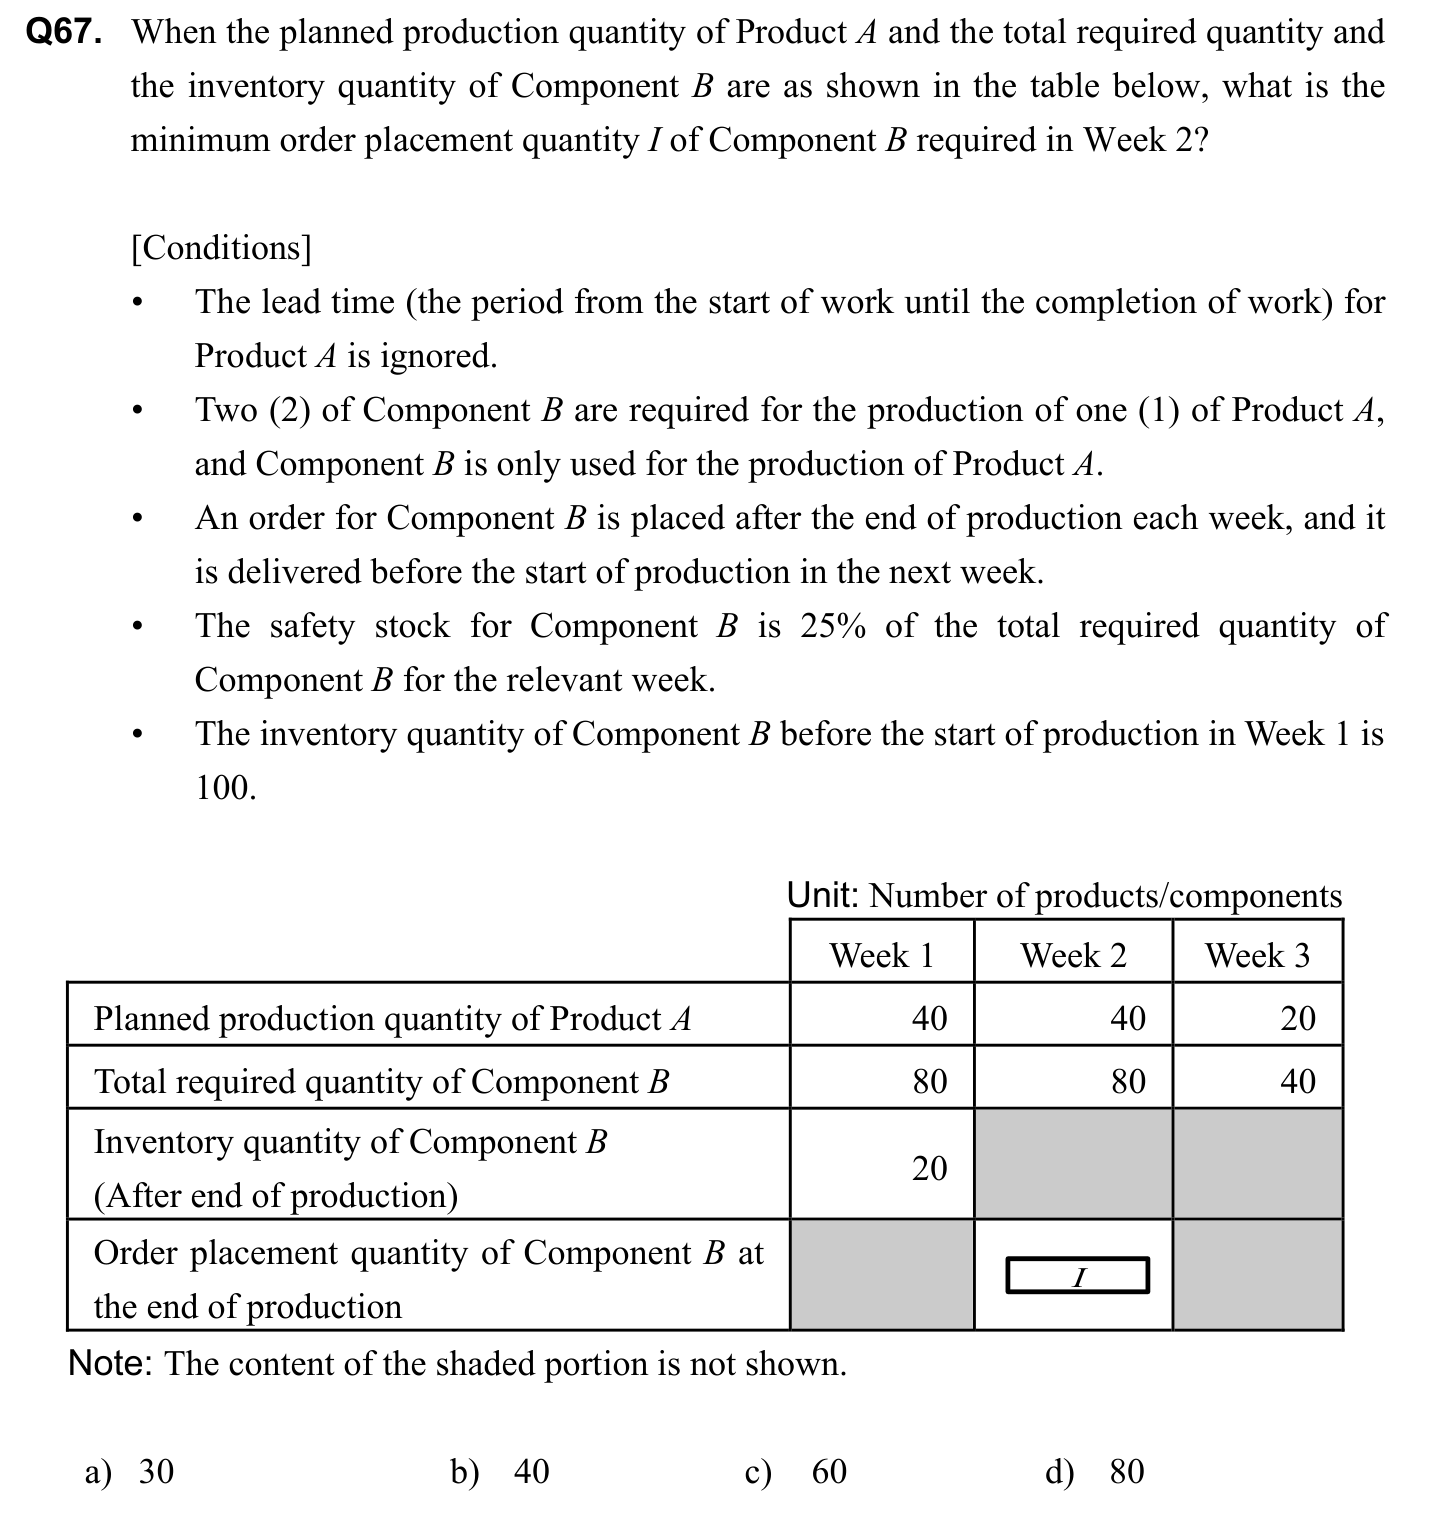 Q67. When the planned production quantity of Product A and the total required quantity and
the inventory quantity of Component B are as shown in the table below, what is the
minimum order placement quantity I of Component B required in Week 2?
[Conditions]
• The lead time (the period from the start of work until the completion of work) for
Product A is ignored.
• Two (2) of Component B are required for the production of one (1) of Product A,
and Component B is only used for the production of Product A.
• An order for Component B is placed after the end of production each week, and it
is delivered before the start of production in the next week.
• The safety stock for Component B is 25% of the total required quantity of
Component B for the relevant week.
• The inventory quantity of Component B before the start of production in Week 1 is
100.
Unit: Number of products/components
Week 1 Week 2 Week 3
Planned production quantity of Product A 40 40 20
Total required quantity of Component B 80 80 40
Inventory quantity of Component B
(After end of production) 20
Order placement quantity of Component B at
the end of production I
Note: The content of the shaded portion is not shown.
a) 30 b) 40 c) 60 d) 80